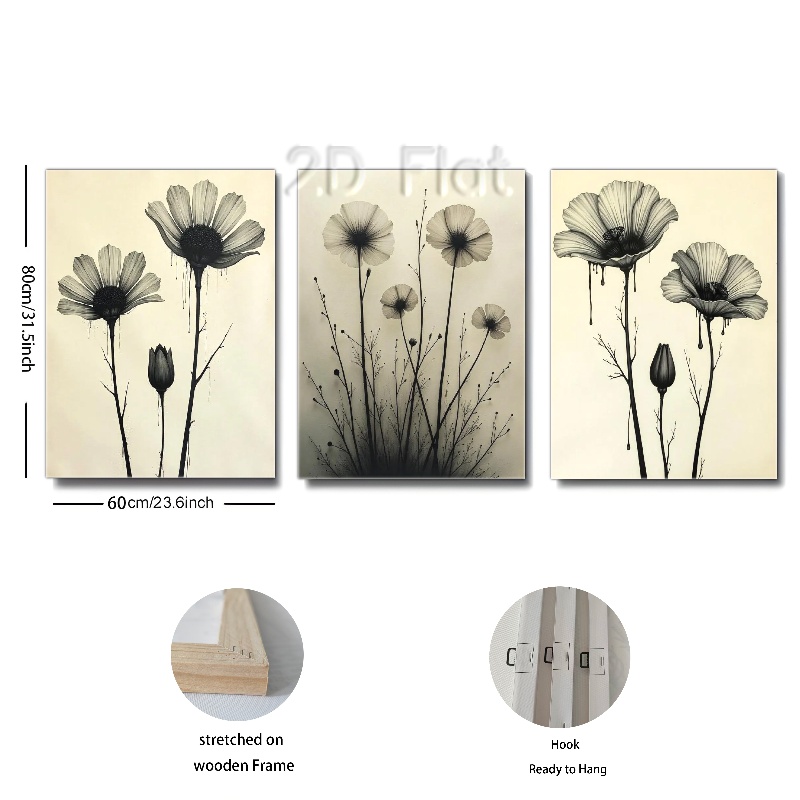 2D Flat
80cm/31.5inch
60cm/23.6inch
stretched on
wooden Frame
Hook
Ready to Hang